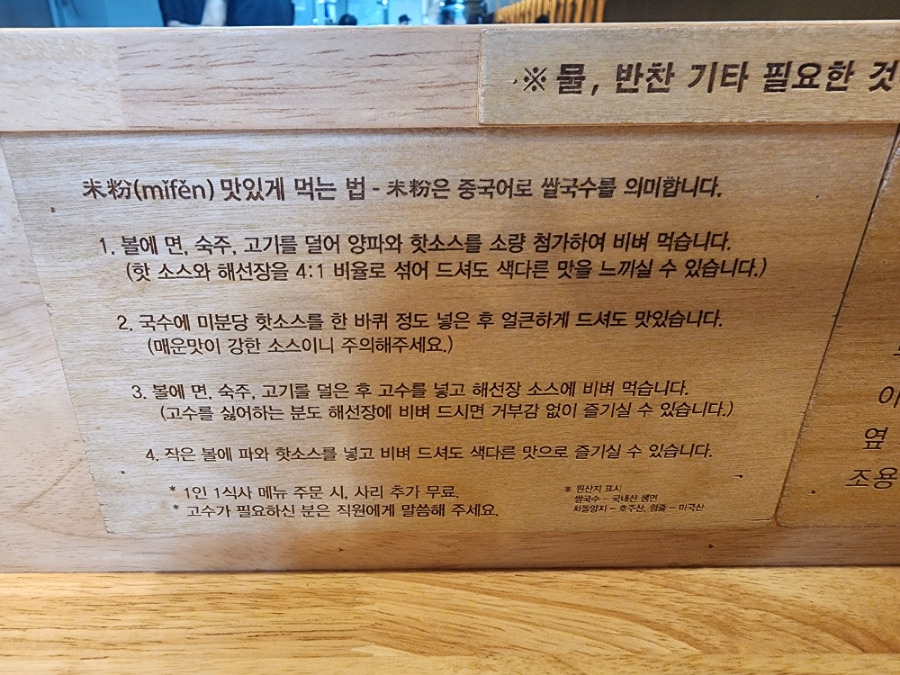 ※ 물, 반찬 기타 필요한 것
米粉(mǐfěn) 맛있게 먹는 법 - 米粉은 중국어로 쌀국수를 의미합니다.
1. 볼에 면, 숙주, 고기를 덜어 양파와 핫소스를 소량 첨가하여 비벼 먹습니다.
(핫 소스와 해선장을 4:1 비율로 섞어 드셔도 색다른 맛을 느끼실 수 있습니다.)
2. 국수에 미분당 핫소스를 한 바퀴 정도 넣은 후 얼큰하게 드셔도 맛있습니다.
(매운맛이 강한 소스이니 주의해주세요.)
3. 볼에 면, 숙주, 고기를 덜은 후 고수를 넣고 해선장 소스에 비벼 먹습니다.
(고수를 싫어하는 분도 해선장에 비벼 드시면 거부감 없이 즐기실 수 있습니다.)
4. 작은 볼에 파와 핫소스를 넣고 비벼 드셔도 색다른 맛으로 즐기실 수 있습니다.
* 1인 1식사 메뉴 주문 시, 사리 추가 무료.
* 고수가 필요하신 분은 직원에게 말씀해 주세요.
※ 원산지 표시
쌀국수 - 국내산 생면
차돌양지 - 호주산, 힘줄 - 미국산
이
옆
조용